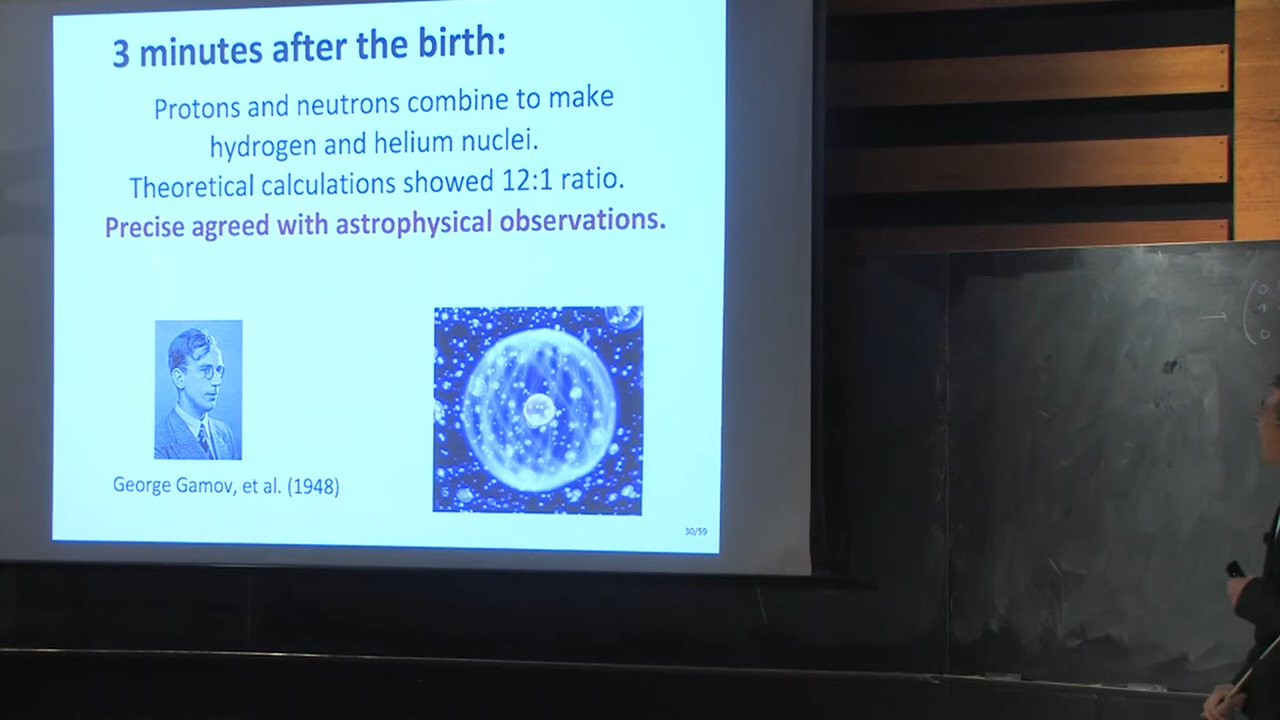 3 minutes after the birth:
Protons and neutrons combine to make
hydrogen and helium nuclei.
Theoretical calculations showed 12:1 ratio.
Precise agreed with astrophysical observations.
George Gamov, et al. (1948)
30/59